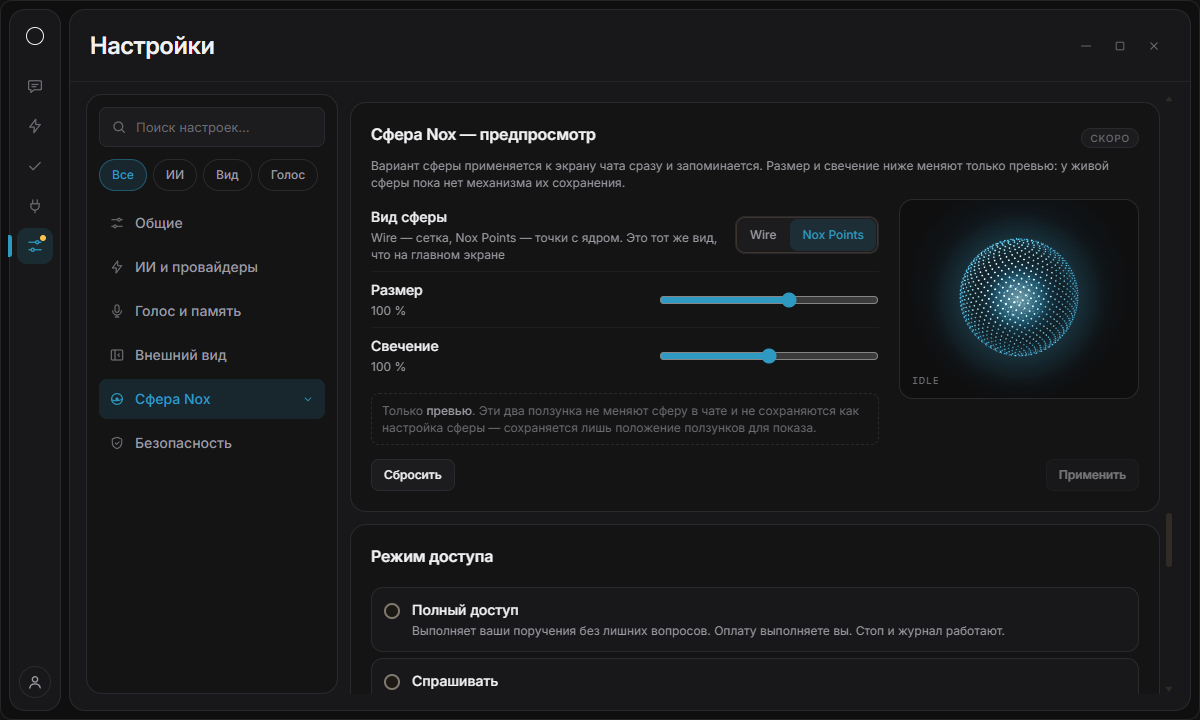 Настройки
Поиск настроек...
Все
ИИ
Вид
Голос
Общие
ИИ и провайдеры
Голос и память
Внешний вид
Сфера Nox
Безопасность
Сфера Nox — предпросмотр
СКОРО
Вариант сферы применяется к экрану чата сразу и запоминается. Размер и свечение ниже меняют только превью: у живой
сферы пока нет механизма их сохранения.
Вид сферы
Wire — сетка, Nox Points — точки с ядром. Это тот же вид,
что на главном экране
Wire
Nox Points
Размер
100 %
Свечение
100 %
IDLE
Только превью. Эти два ползунка не меняют сферу в чате и не сохраняются как
настройка сферы — сохраняется лишь положение ползунков для показа.
Сбросить
Применить
Режим доступа
Полный доступ
Выполняет ваши поручения без лишних вопросов. Оплату выполняете вы. Стоп и журнал работают.
Спрашивать